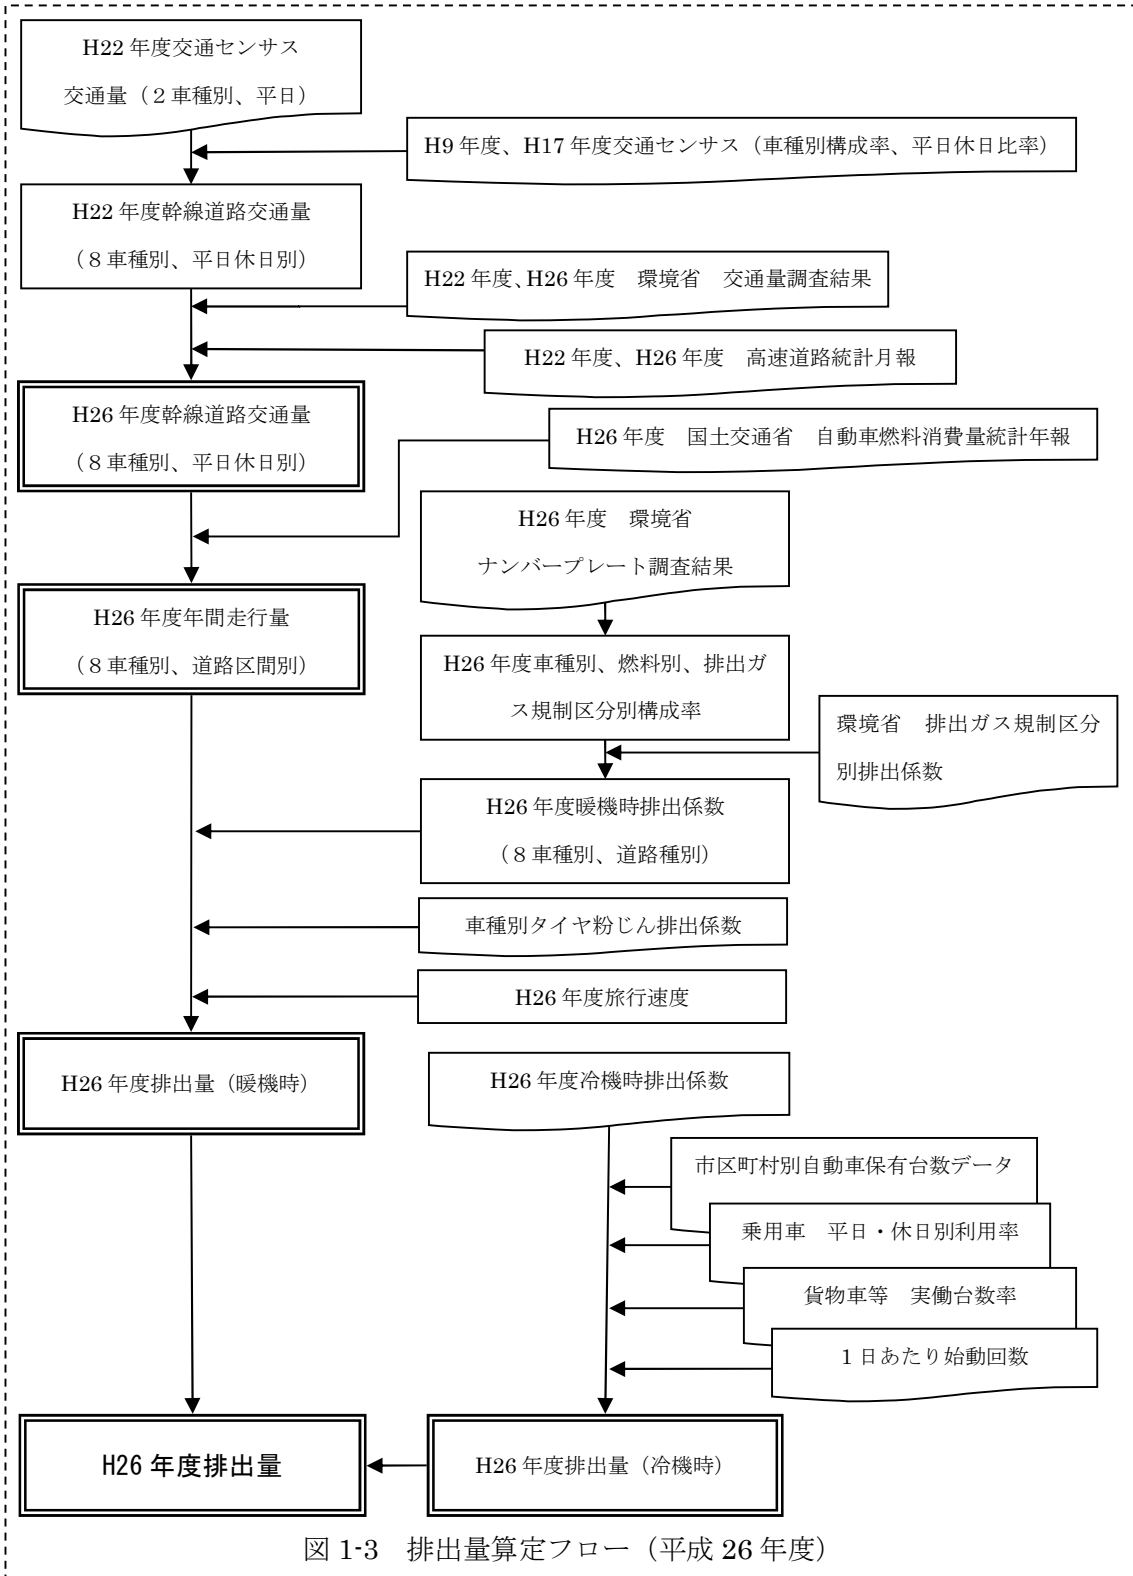 H22 年度交通センサス
交通量（２車種別、平日）
H9 年度、H17 年度交通センサス（車種別構成率、平日休日比率）
H22 年度幹線道路交通量
（８車種別、平日休日別）
H22 年度、H26 年度　環境省　交通量調査結果
H22 年度、H26 年度　高速道路統計月報
H26 年度幹線道路交通量
（８車種別、平日休日別）
H26 年度　国土交通省　自動車燃料消費量統計年報
H26 年度　環境省
ナンバープレート調査結果
H26 年度年間走行量
（８車種別、道路区間別）
H26 年度車種別、燃料別、排出ガ
ス規制区分別構成率
環境省　排出ガス規制区分
別排出係数
H26 年度暖機時排出係数
（８車種別、道路種別）
車種別タイヤ粉じん排出係数
H26 年度旅行速度
H26 年度排出量（暖機時）
H26 年度冷機時排出係数
市区町村別自動車保有台数データ
乗用車　平日・休日別利用率
貨物車等　実働台数率
１日あたり始動回数
H26 年度排出量
H26 年度排出量（冷機時）
図 1-3　排出量算定フロー（平成 26 年度）